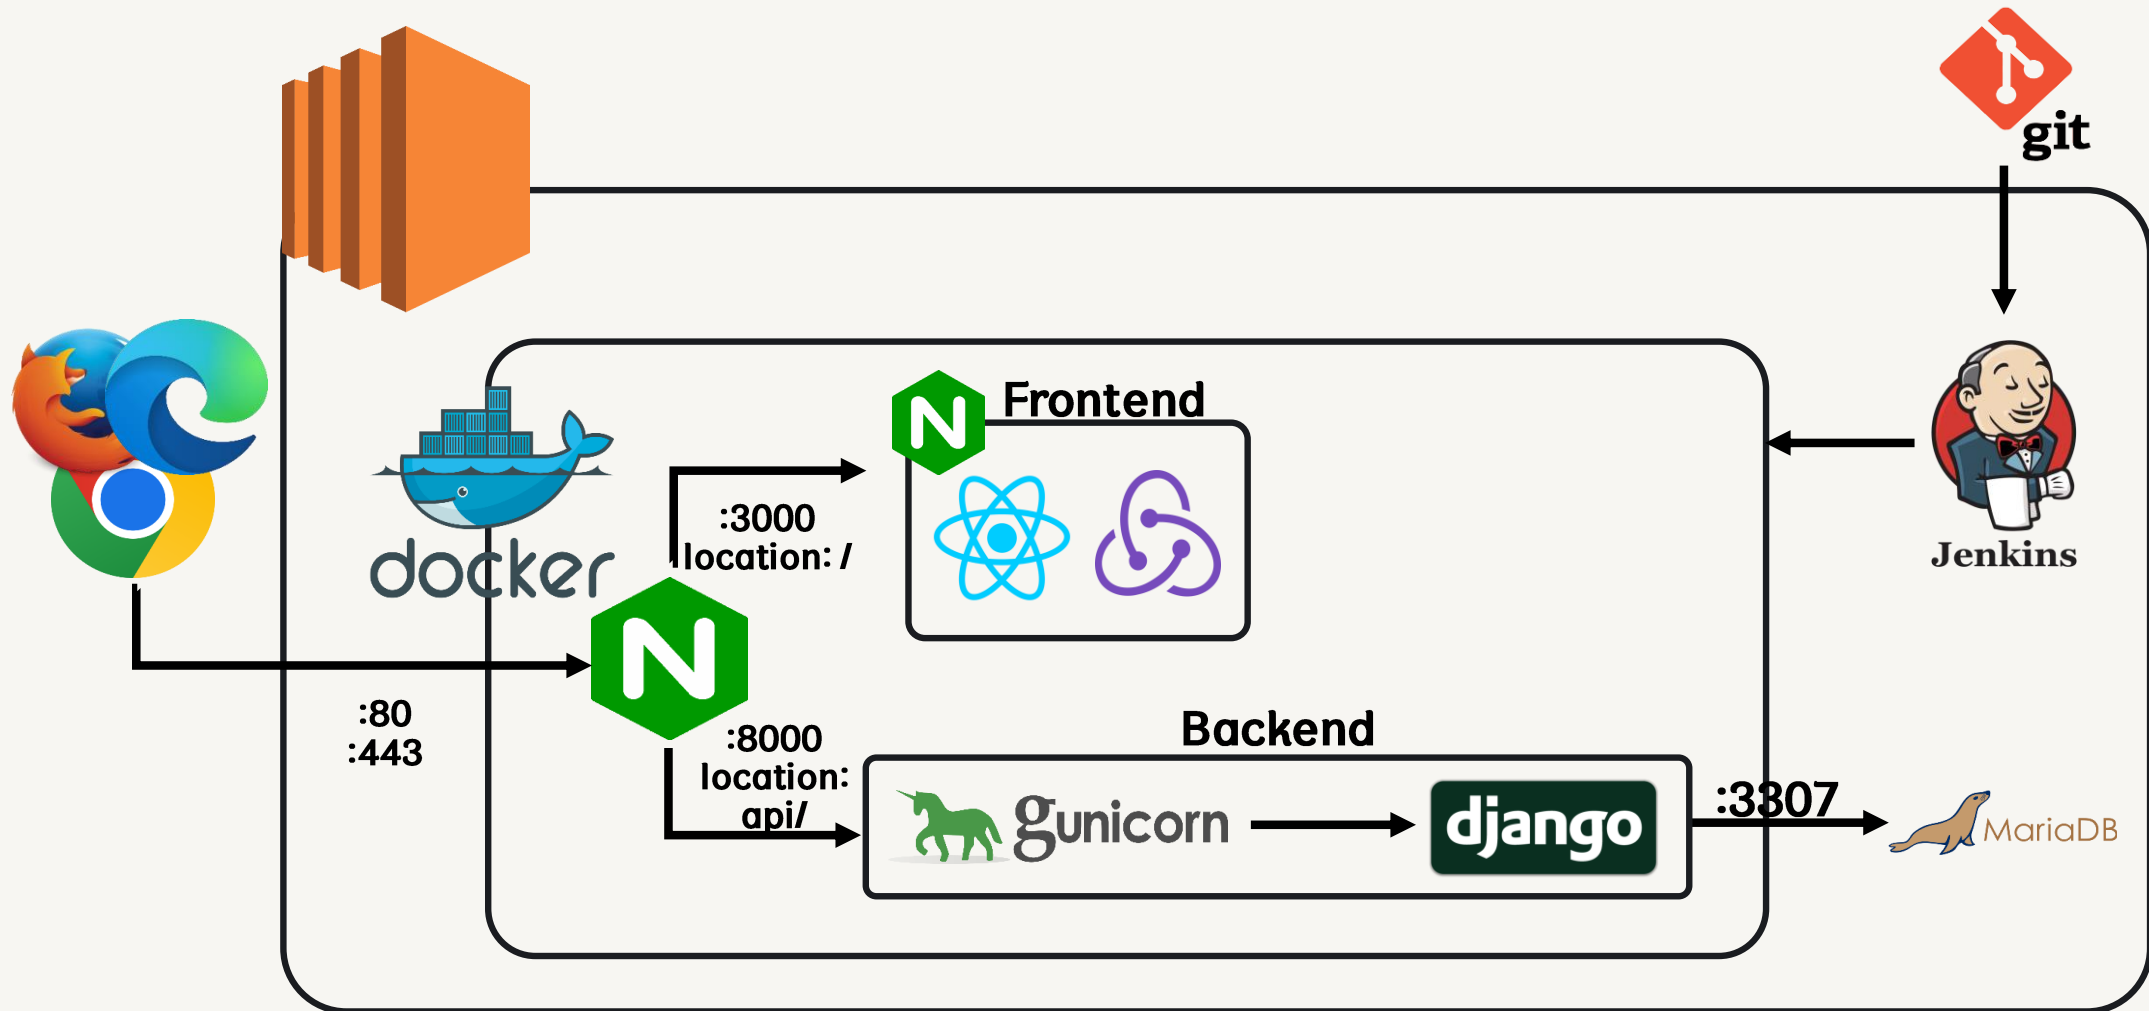 git
Frontend
:3000
location: /
docker
Jenkins
:80
:443
Backend
:8000
location:
api/
gunicorn
django
:3307
MariaDB